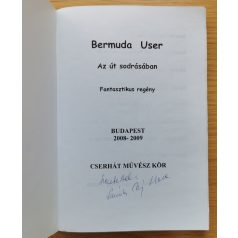 Bermuda User
Az út sodrásában
Fantasztikus regény
BUDAPEST
2008- 2009
CSERHÁT MŰVÉSZ KÖR